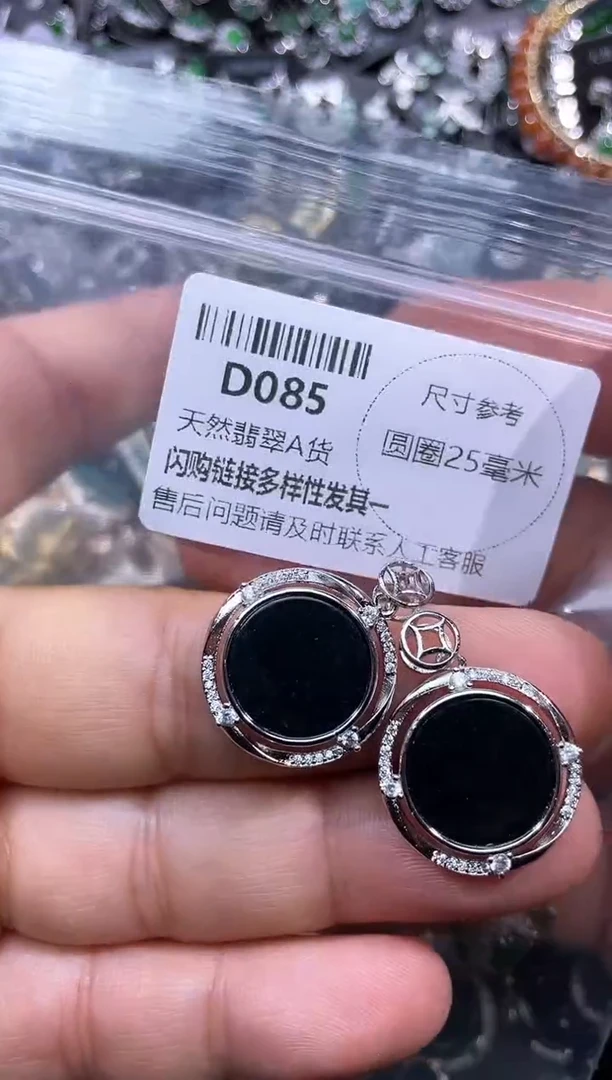 D085
天然翡翠A货
闪购链接多样性发其一
售后问题请及时联系人工客服
尺寸参考
圆圈25毫米